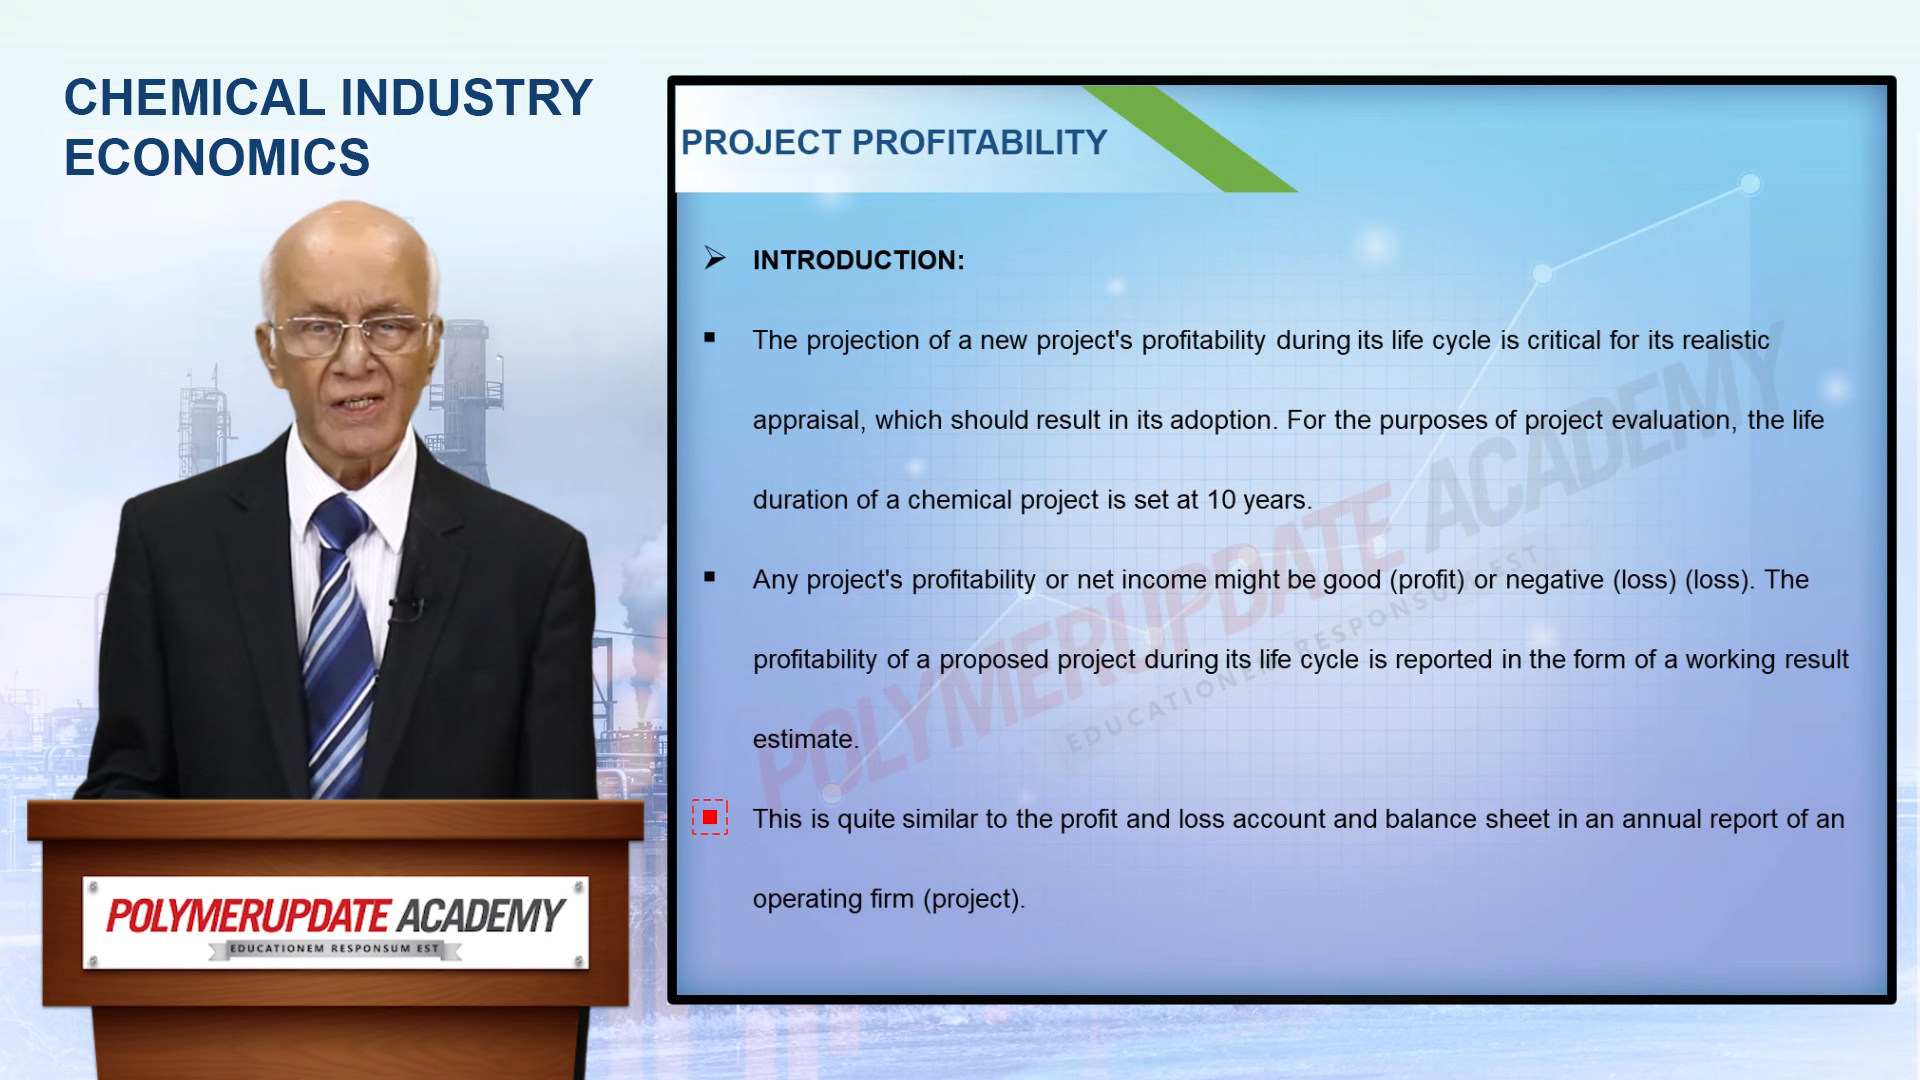 CHEMICAL INDUSTRY
ECONOMICS
PROJECT PROFITABILITY
INTRODUCTION:
The projection of a new project's profitability during its life cycle is critical for its realistic
appraisal, which should result in its adoption. For the purposes of project evaluation, the life
duration of a chemical project is set at 10 years.
Any project's profitability or net income might be good (profit) or negative (loss) (loss). The
profitability of a proposed project during its life cycle is reported in the form of a working result
estimate.
This is quite similar to the profit and loss account and balance sheet in an annual report of an
operating firm (project).
POLYMERUPDATE ACADEMY
EDUCATIONEM RESPONSUM EST
POLYMERUPDATE ACADEMY
EDUCATIONEM RESPONSUM EST